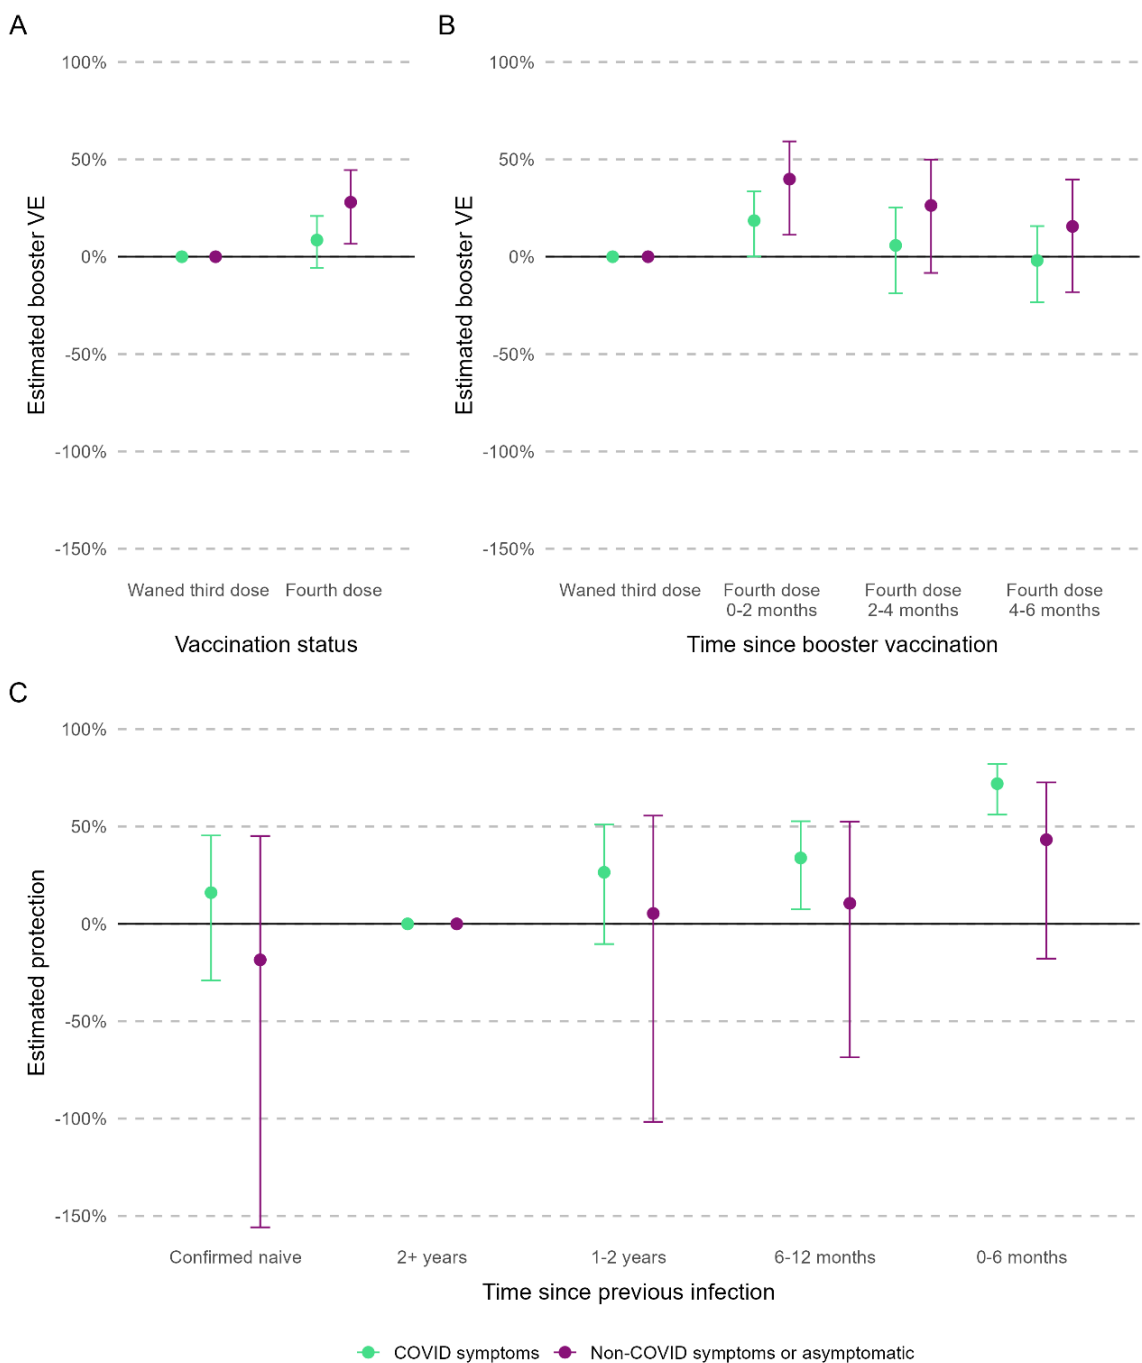 A
B
100%
50%
0%
-50%
-100%
-150%
Estimated booster VE
Waned third dose
Fourth dose
Vaccination status
100%
50%
0%
-50%
-100%
-150%
Estimated booster VE
Waned third dose
Fourth dose
0-2 months
Fourth dose
2-4 months
Fourth dose
4-6 months
Time since booster vaccination
C
100%
50%
0%
-50%
-100%
-150%
Estimated protection
Confirmed naive
2+ years
1-2 years
6-12 months
0-6 months
Time since previous infection
COVID symptoms
Non-COVID symptoms or asymptomatic